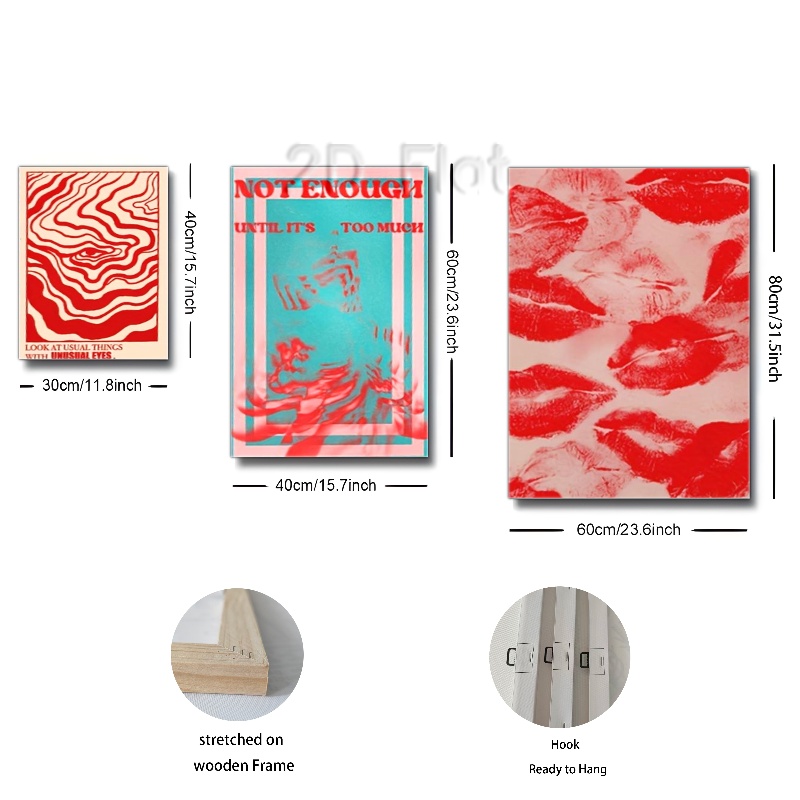 2D Flat
NOT ENOUGH
UNTIL IT'S TOO MUCH
LOOK AT USUAL THINGS
WITH UNUSUAL EYES.
40cm/15.7inch
30cm/11.8inch
60cm/23.6inch
40cm/15.7inch
80cm/31.5inch
60cm/23.6inch
stretched on
wooden Frame
Hook
Ready to Hang